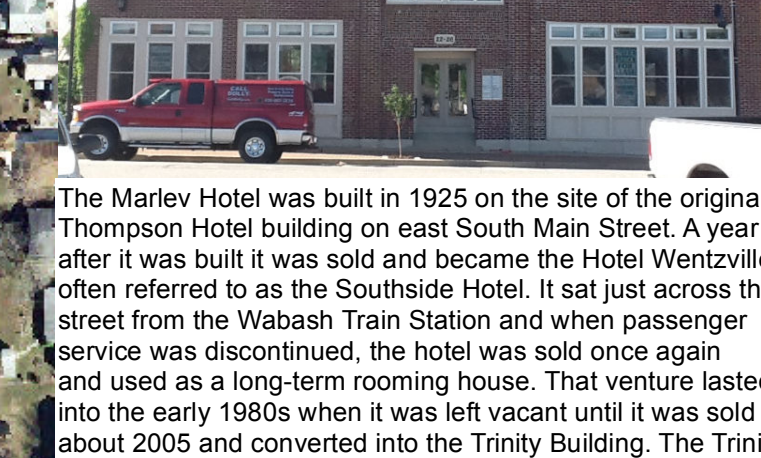 CALL
22-20
The Marlev Hotel was built in 1925 on the site of the origina
Thompson Hotel building on east South Main Street. A year
after it was built it was sold and became the Hotel Wentzville
often referred to as the Southside Hotel. It sat just across th
street from the Wabash Train Station and when passenger
service was discontinued, the hotel was sold once again
and used as a long-term rooming house. That venture lasted
into the early 1980s when it was left vacant until it was sold
about 2005 and converted into the Trinity Building. The Trini